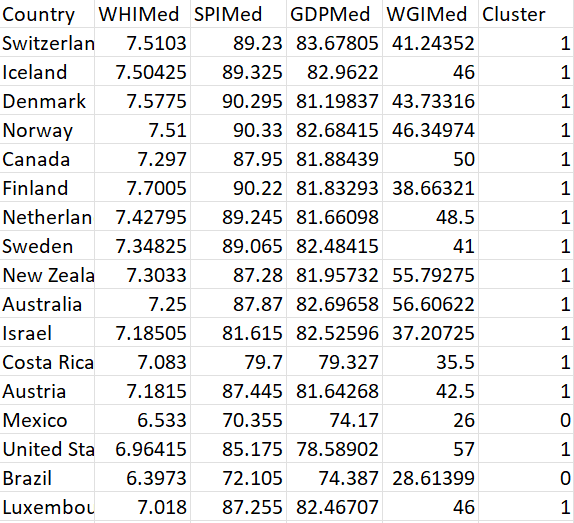 Country WHIMed SPIMed GDPMed WGIMed Cluster
Switzerlan 7.5103 89.23 83.67805 41.24352 1
Iceland 7.50425 89.325 82.9622 46 1
Denmark 7.5775 90.295 81.19837 43.73316 1
Norway 7.51 90.33 82.68415 46.34974 1
Canada 7.297 87.95 81.88439 50 1
Finland 7.7005 90.22 81.83293 38.66321 1
Netherlan 7.42795 89.245 81.66098 48.5 1
Sweden 7.34825 89.065 82.48415 41 1
New Zeala 7.3033 87.28 81.95732 55.79275 1
Australia 7.25 87.87 82.69658 56.60622 1
Israel 7.18505 81.615 82.52596 37.20725 1
Costa Rica 7.083 79.7 79.327 35.5 1
Austria 7.1815 87.445 81.64268 42.5 1
Mexico 6.533 70.355 74.17 26 0
United Sta 6.96415 85.175 78.58902 57 1
Brazil 6.3973 72.105 74.387 28.61399 0
Luxembou 7.018 87.255 82.46707 46 1